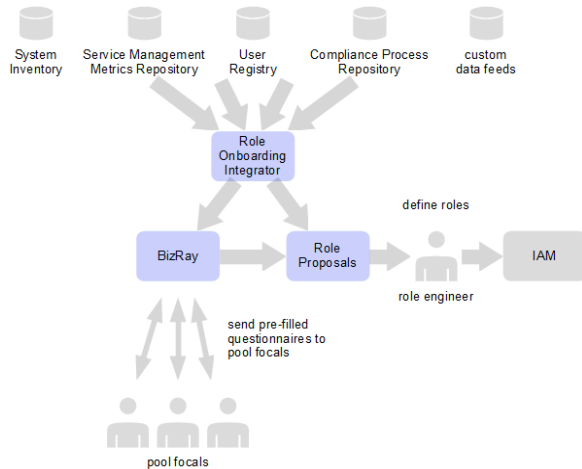 System
Inventory
Service Management
Metrics Repository
User
Registry
Compliance Process
Repository
custom
data feeds
Role
Onboarding
Integrator
define roles
BizRay
Role
Proposals
IAM
role engineer
send pre-filled
questionnaires to
pool focals
pool focals